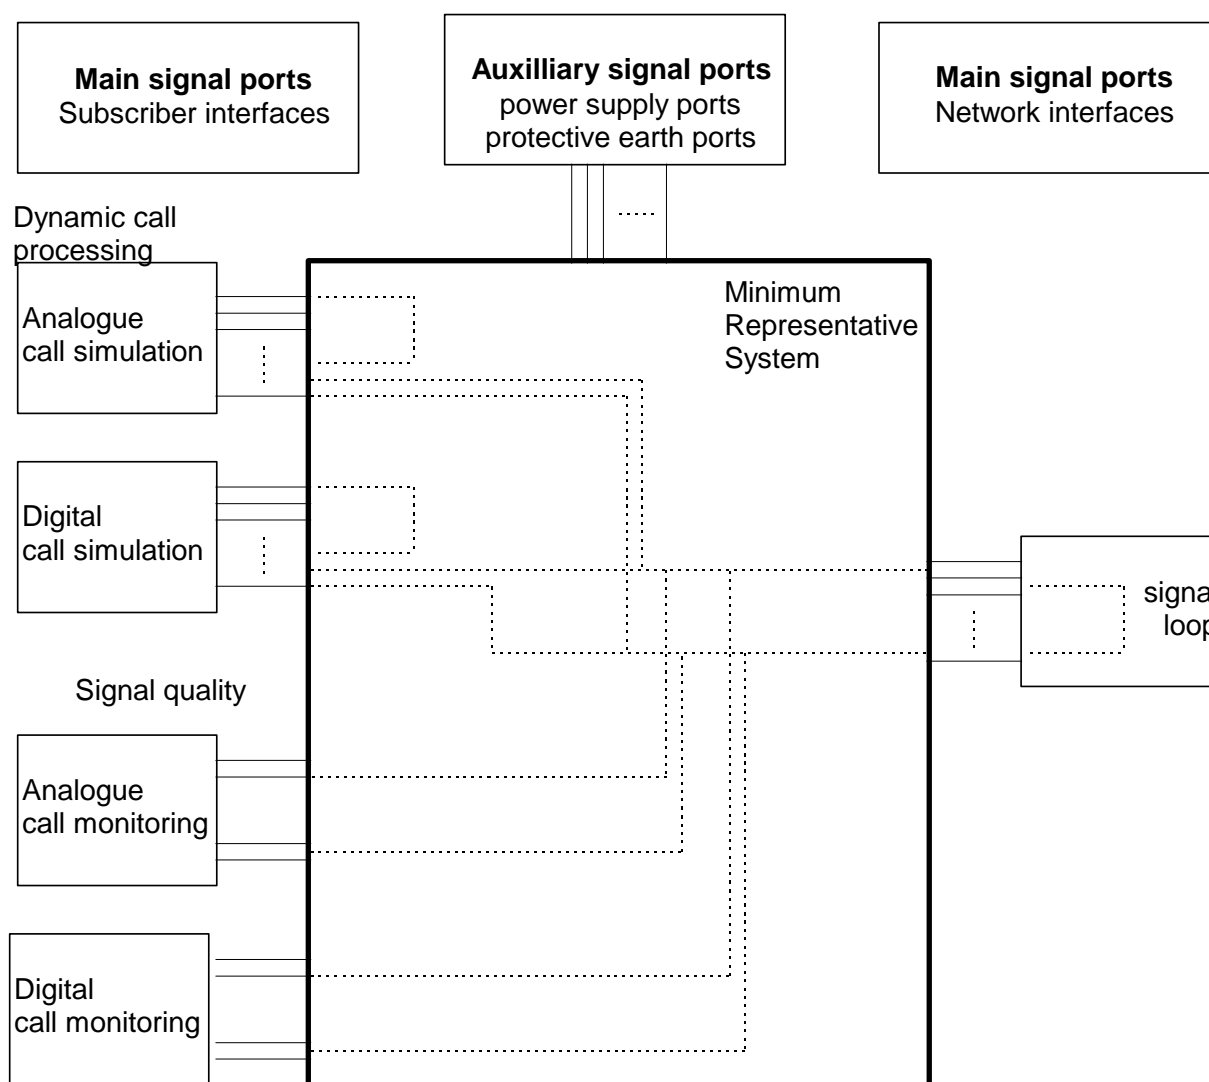 Main signal ports
Subscriber interfaces
Auxilliary signal ports
power supply ports
protective earth ports
Main signal ports
Network interfaces
Dynamic call
processing
Analogue
call simulation
Minimum
Representative
System
Digital
call simulation
signa
loop
Signal quality
Analogue
call monitoring
Digital
call monitoring